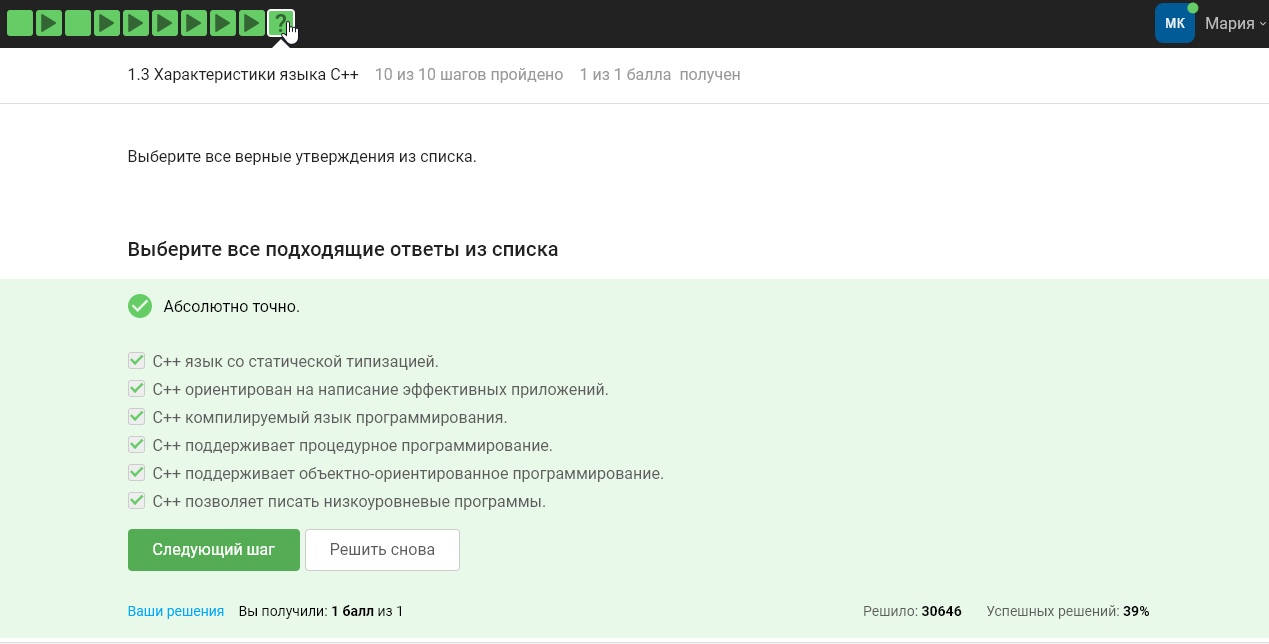 ?
МК Мария
1.3 Характеристики языка C++ 10 из 10 шагов пройдено 1 из 1 балла получен
Выберите все верные утверждения из списка.
Выберите все подходящие ответы из списка
Абсолютно точно.
C++ язык со статической типизацией.
C++ ориентирован на написание эффективных приложений.
C++ компилируемый язык программирования.
C++ поддерживает процедурное программирование.
C++ поддерживает объектно-ориентированное программирование.
C++ позволяет писать низкоуровневые программы.
Следующий шаг Решить снова
Ваши решения Вы получили: 1 балл из 1 Решило: 30646 Успешных решений: 39%